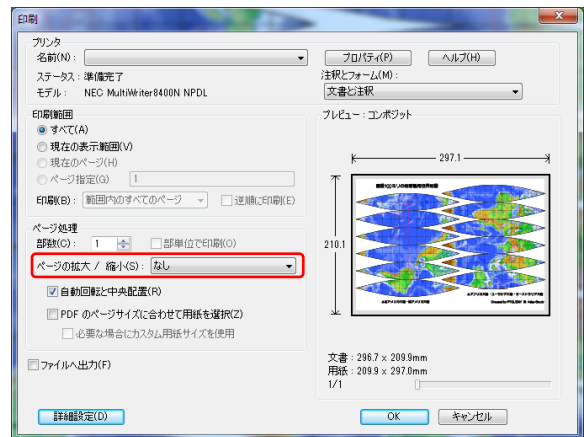 印刷
プリンタ
名前(N):
プロパティ(P)
ヘルプ(H)
ステータス: 準備完了
注釈とフォーム(M):
モデル: NEC MultiWriter8400N NPDL
文書と注釈
印刷範囲
すべて(A)
現在の表示範囲(V)
現在のページ(H)
ページ指定(G) 1
印刷(B): 範囲内のすべてのページ
逆順に印刷(E)
ページ処理
部数(C): 1
部単位で印刷(O)
ページの拡大 / 縮小(S): なし
自動回転と中央配置(R)
PDF のページサイズに合わせて用紙を選択(Z)
必要な場合にカスタム用紙サイズを使用
ファイルへ出力(F)
プレビュー: コンポジット
297.1
210.1
文書: 296.7 x 209.9mm
用紙: 209.9 x 297.0mm
1/1
詳細設定(D)
OK
キャンセル